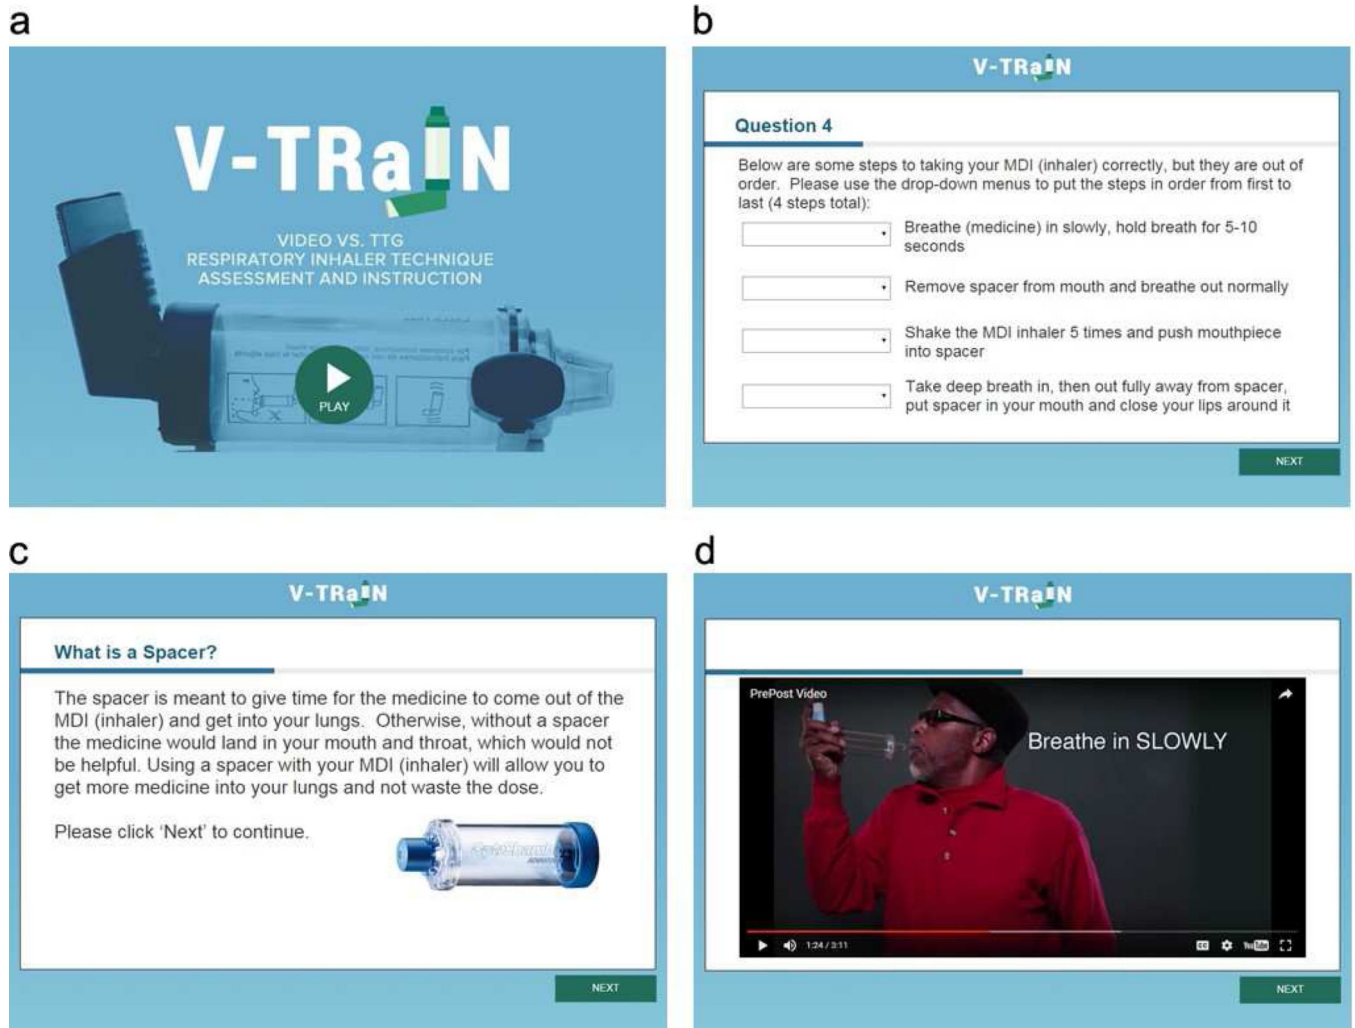 a
V-TRaIN
VIDEO VS. TTG
RESPIRATORY INHALER TECHNIQUE
ASSESSMENT AND INSTRUCTION
PLAY
b
V-TRaIN
Question 4
Below are some steps to taking your MDI (inhaler) correctly, but they are out of
order. Please use the drop-down menus to put the steps in order from first to
last (4 steps total):
Breathe (medicine) in slowly, hold breath for 5-10
seconds
Remove spacer from mouth and breathe out normally
Shake the MDI inhaler 5 times and push mouthpiece
into spacer
Take deep breath in, then out fully away from spacer,
put spacer in your mouth and close your lips around it
NEXT
c
V-TRaIN
What is a Spacer?
The spacer is meant to give time for the medicine to come out of the
MDI (inhaler) and get into your lungs. Otherwise, without a spacer
the medicine would land in your mouth and throat, which would not
be helpful. Using a spacer with your MDI (inhaler) will allow you to
get more medicine into your lungs and not waste the dose.
Please click ‘Next’ to continue.
NEXT
d
V-TRaIN
PrePost Video
Breathe in SLOWLY
1:24 / 3:11
CC
YouTube
NEXT